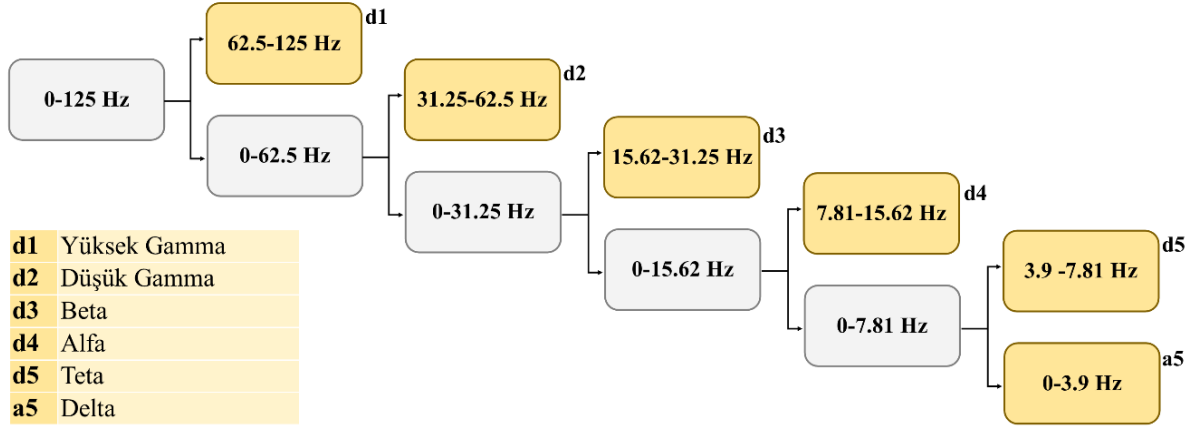 d1
62.5-125 Hz
0-125 Hz
d2
31.25-62.5 Hz
0-62.5 Hz
d3
15.62-31.25 Hz
0-31.25 Hz
d4
7.81-15.62 Hz
0-15.62 Hz
d5
3.9 -7.81 Hz
0-7.81 Hz
a5
0-3.9 Hz
d1 Yüksek Gamma
d2 Düşük Gamma
d3 Beta
d4 Alfa
d5 Teta
a5 Delta